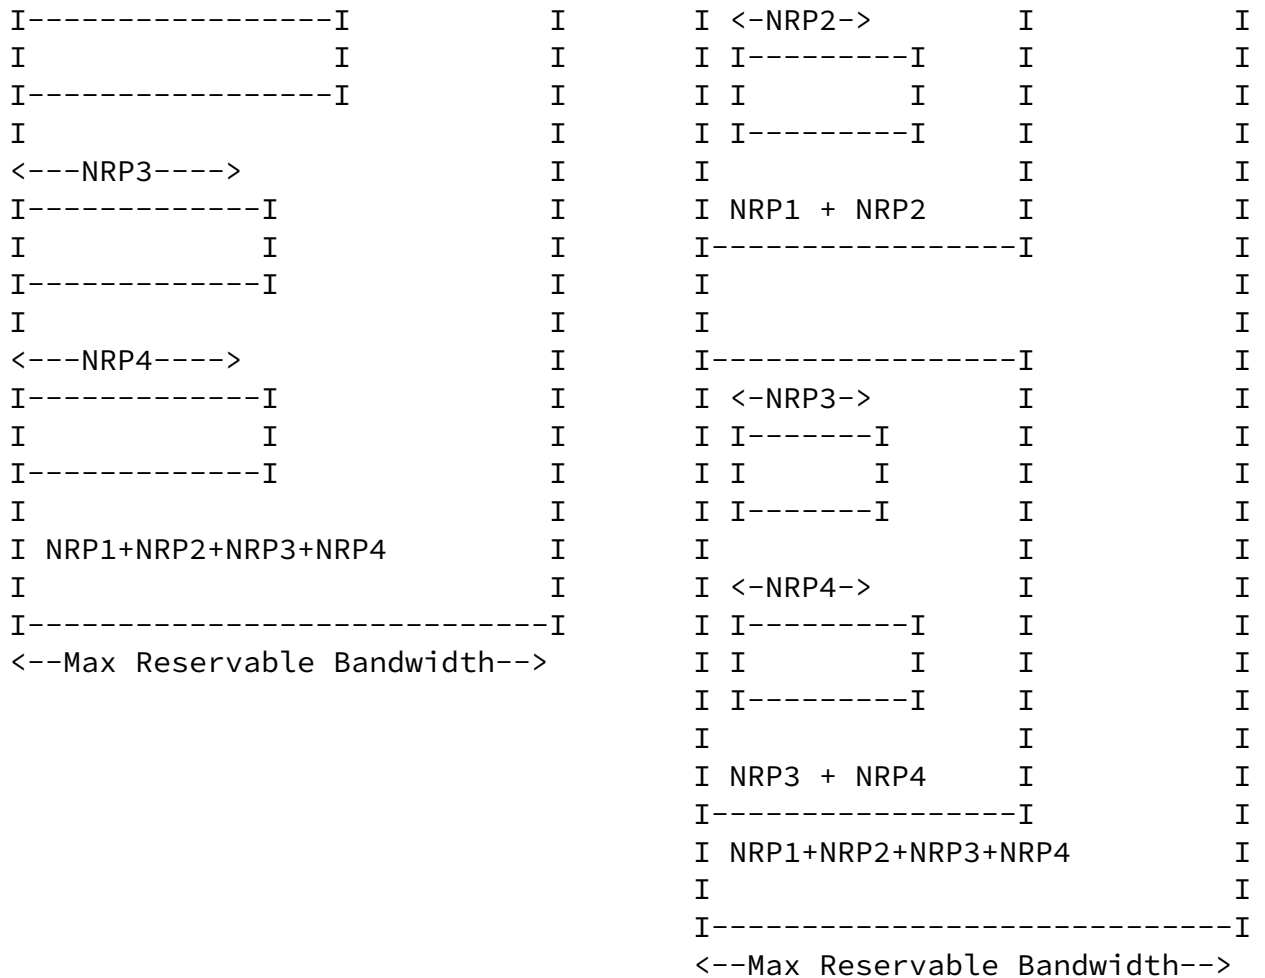 I-----------------I           I       I <-NRP2->        I           I
I                 I           I       I I---------I     I           I
I-----------------I           I       I I         I     I           I
I                             I       I I---------I     I           I
<---NRP3---->                 I       I                 I           I
I-------------I               I       I NRP1 + NRP2     I           I
I             I               I       I-----------------I           I
I-------------I               I       I                             I
I                             I       I                             I
<---NRP4---->                 I       I-----------------I           I
I-------------I               I       I <-NRP3->        I           I
I             I               I       I I-------I       I           I
I-------------I               I       I I       I       I           I
I                             I       I I-------I       I           I
I NRP1+NRP2+NRP3+NRP4         I       I                 I           I
I                             I       I <-NRP4->        I           I
I-----------------------------I       I I---------I     I           I
<--Max Reservable Bandwidth-->        I I         I     I           I
                                      I I---------I     I           I
                                      I                 I           I
                                      I NRP3 + NRP4     I           I
                                      I-----------------I           I
                                      I NRP1+NRP2+NRP3+NRP4         I
                                      I                             I
                                      I-----------------------------I
                                      <--Max Reservable Bandwidth-->